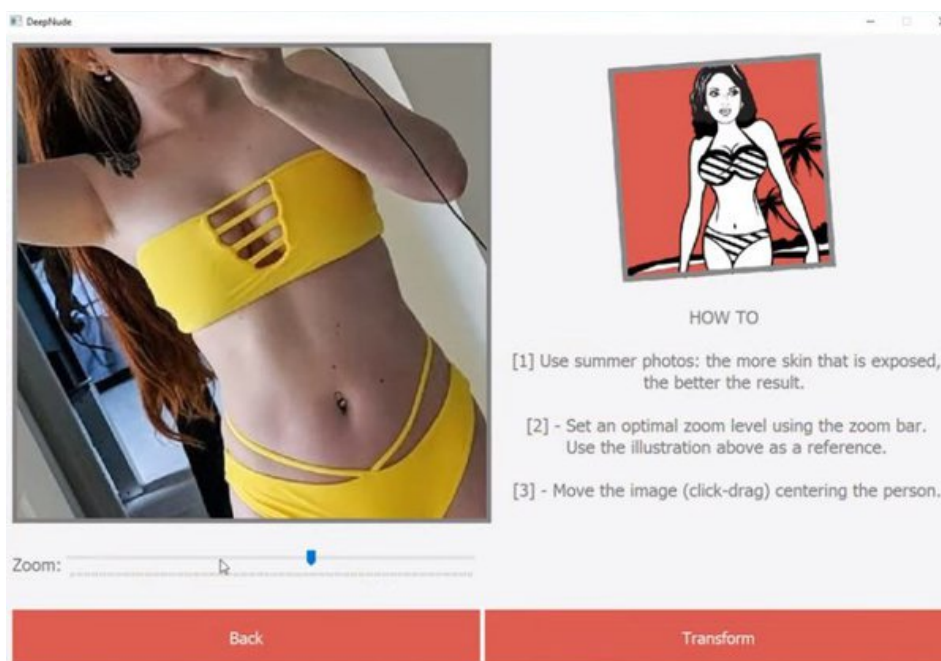 DeepNude
HOW TO
[1] Use summer photos: the more skin that is exposed,
the better the result.
[2] - Set an optimal zoom level using the zoom bar.
Use the illustration above as a reference.
[3] - Move the image (click-drag) centering the person.
Zoom:
Back
Transform